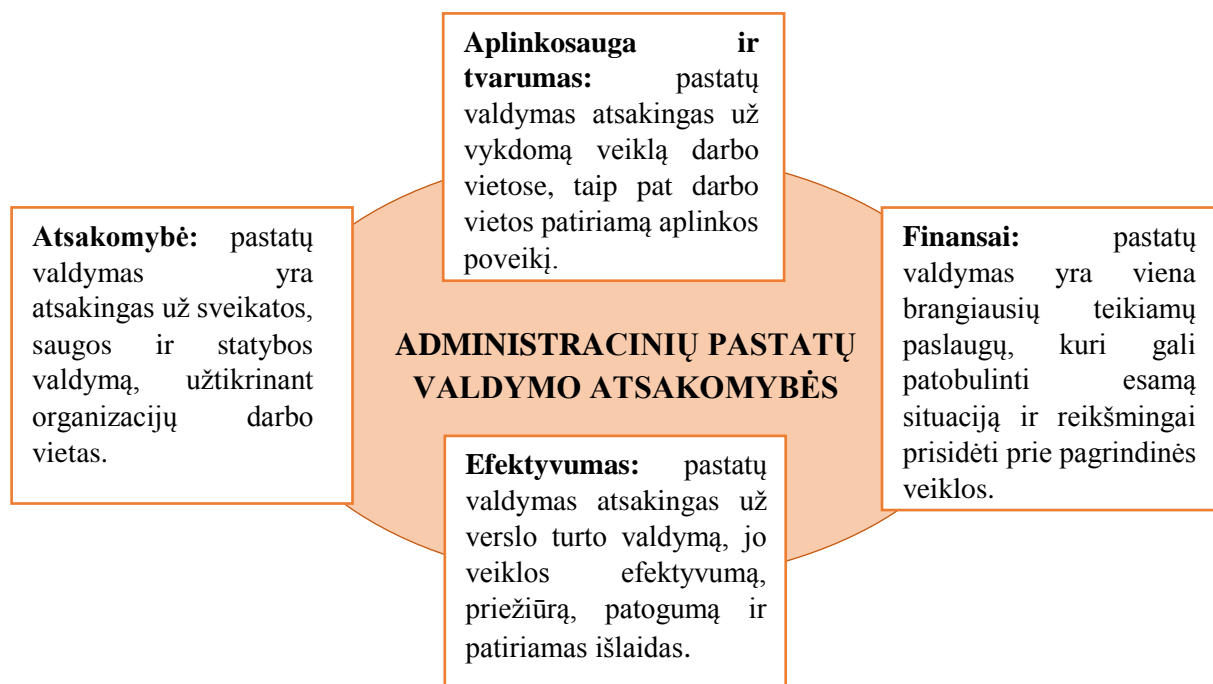 Aplinkosauga ir
tvarumas: pastatų
valdymas atsakingas už
vykdomą veiklą darbo
vietose, taip pat darbo
vietos patiriamą aplinkos
poveikį.
Atsakomybė: pastatų
valdymas yra
atsakingas už sveikatos,
saugos ir statybos
valdymą, užtikrinant
organizacijų darbo
vietas.
ADMINISTRACINIŲ PASTATŲ
VALDYMO ATSAKOMYBĖS
Finansai: pastatų
valdymas yra viena
brangiausių teikiamų
paslaugų, kuri gali
patobulinti esamą
situaciją ir reikšmingai
prisidėti prie pagrindinės
veiklos.
Efektyvumas: pastatų
valdymas atsakingas už
verslo turto valdymą, jo
veiklos efektyvumą,
priežiūrą, patogumą ir
patiriamas išlaidas.